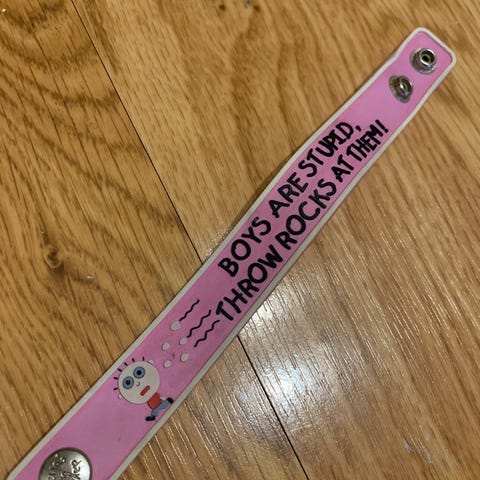 BOYS ARE STUPID,
THROW ROCKS AT THEM!